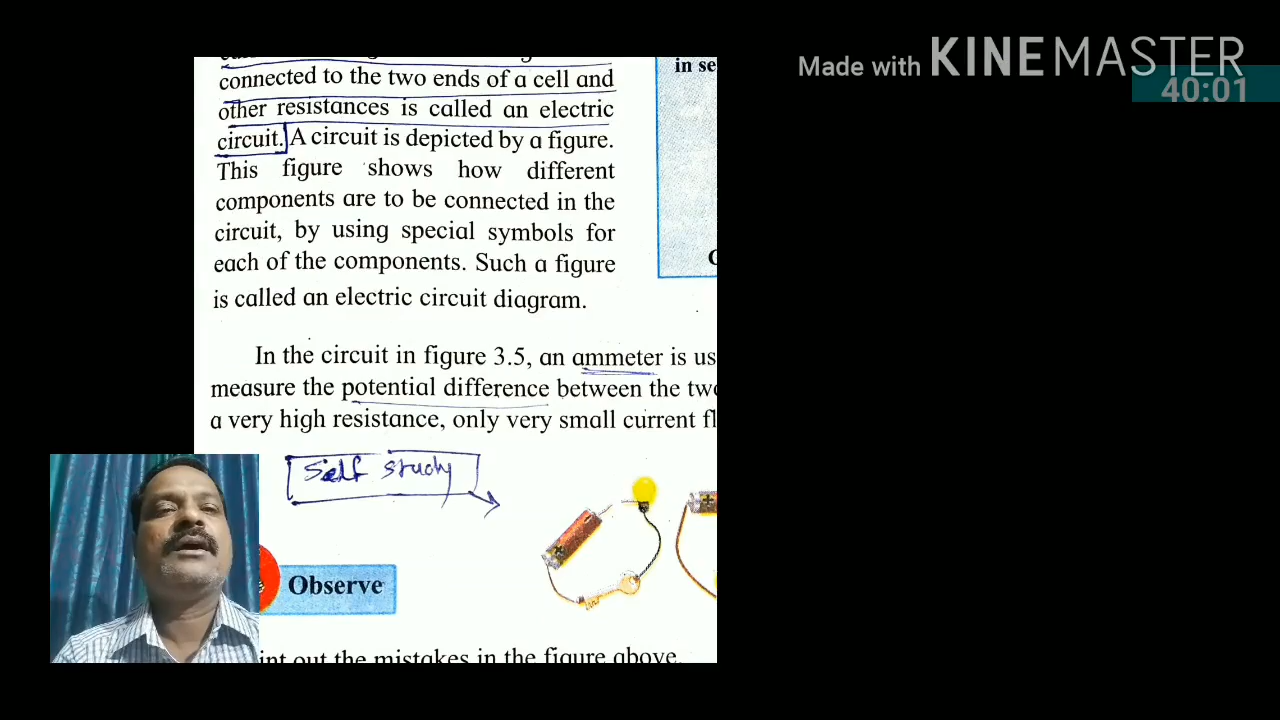 Made with KINEMASTER
40:01
in se
connected to the two ends of a cell and
other resistances is called an electric
circuit. A circuit is depicted by a figure.
This figure shows how different
components are to be connected in the
circuit, by using special symbols for
each of the components. Such a figure
is called an electric circuit diagram.
In the circuit in figure 3.5, an ammeter is us
measure the potential difference between the two
a very high resistance, only very small current fl
Self study
Observe
int out the mistakes in the figure above.